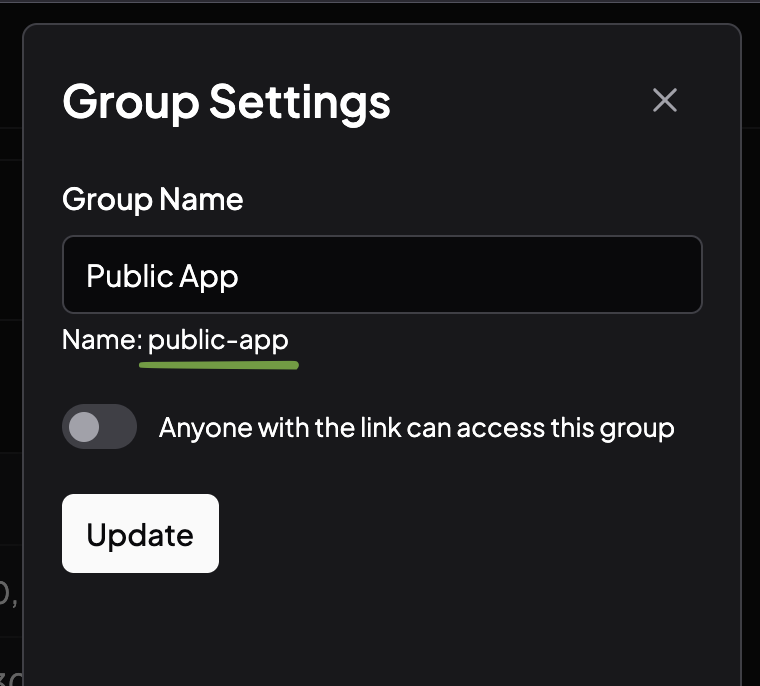 Group Settings
Group Name
Public App
Name: public-app
Anyone with the link can access this group
Update